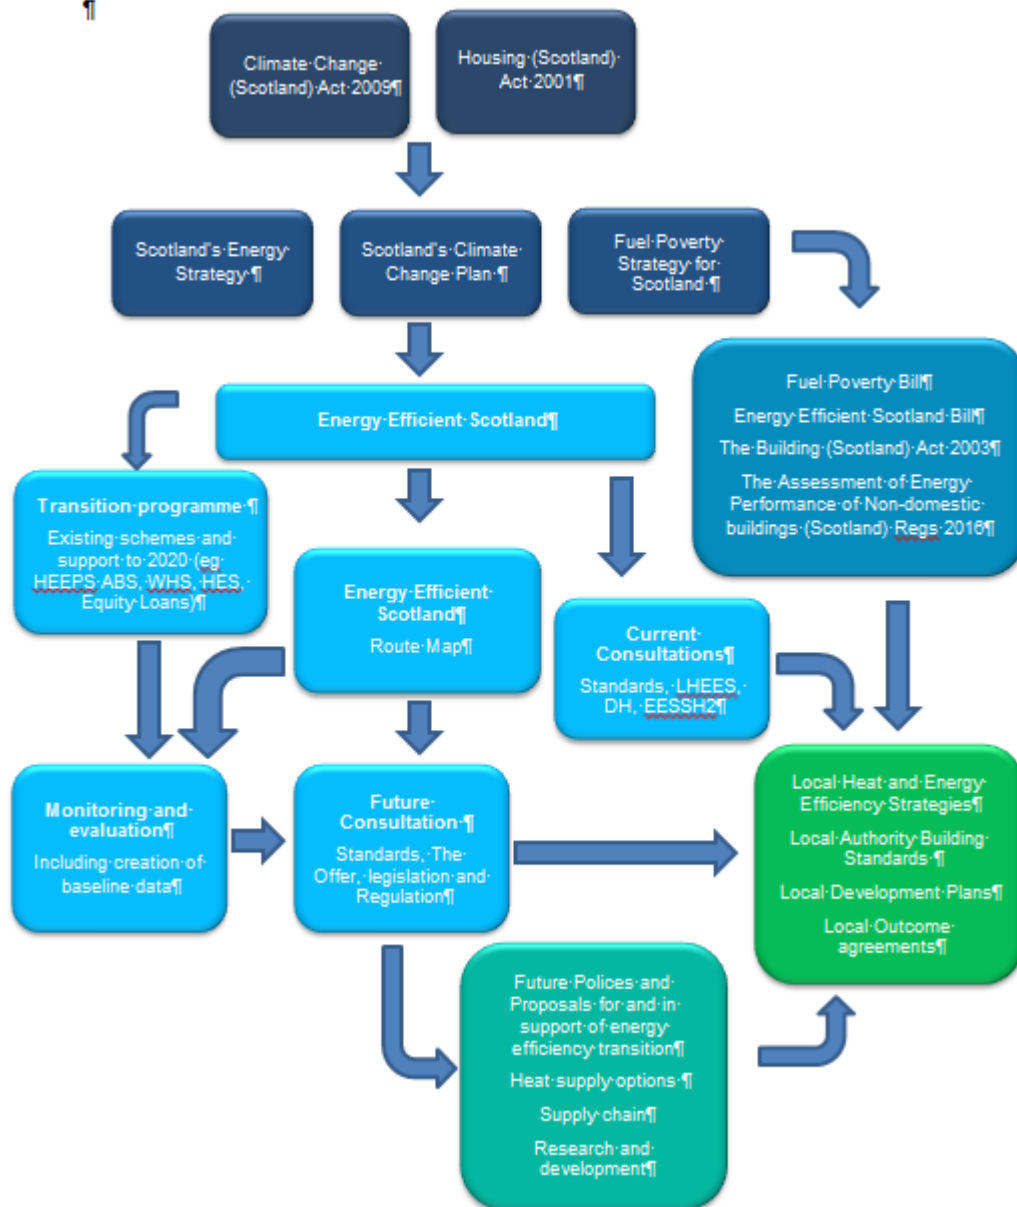 ¶
Climate·Change·
(Scotland)·Act·2009¶
Housing·(Scotland)·
Act·2001¶
Scotland's·Energy·
Strategy·¶
Scotland's·Climate·
Change·Plan·¶
Fuel·Poverty·
Strategy·for·
Scotland·¶
Energy·Efficient·Scotland¶
Fuel·Poverty·Bill¶
Energy·Efficient·Scotland·Bill¶
The·Building·(Scotland)·Act·2003¶
The·Assessment·of·Energy·
Performance·of·Non-domestic·
buildings·(Scotland)·Regs·2016¶
Transition·programme·¶
Existing·schemes·and·
support·to·2020·(eg·
HEEPS·ABS,·WHS,·HES,·
Equity·Loans)¶
Energy·Efficient·
Scotland¶
Route·Map¶
Current·
Consultations¶
Standards,·LHEES,·
DH,·EESSH2¶
Monitoring·and·
evaluation¶
Including·creation·of·
baseline·data¶
Future·
Consultation·¶
Standards,·The·
Offer,·legislation·and·
Regulation¶
Local·Heat·and·Energy·
Efficiency·Strategies¶
Local·Authority·Building·
Standards·¶
Local·Development·Plans¶
Local·Outcome·
agreements¶
Future·Polices·and·
Proposals·for·and·in·
support·of·energy·
efficiency·transition¶
Heat·supply·options·¶
Supply·chain¶
Research·and·
development¶